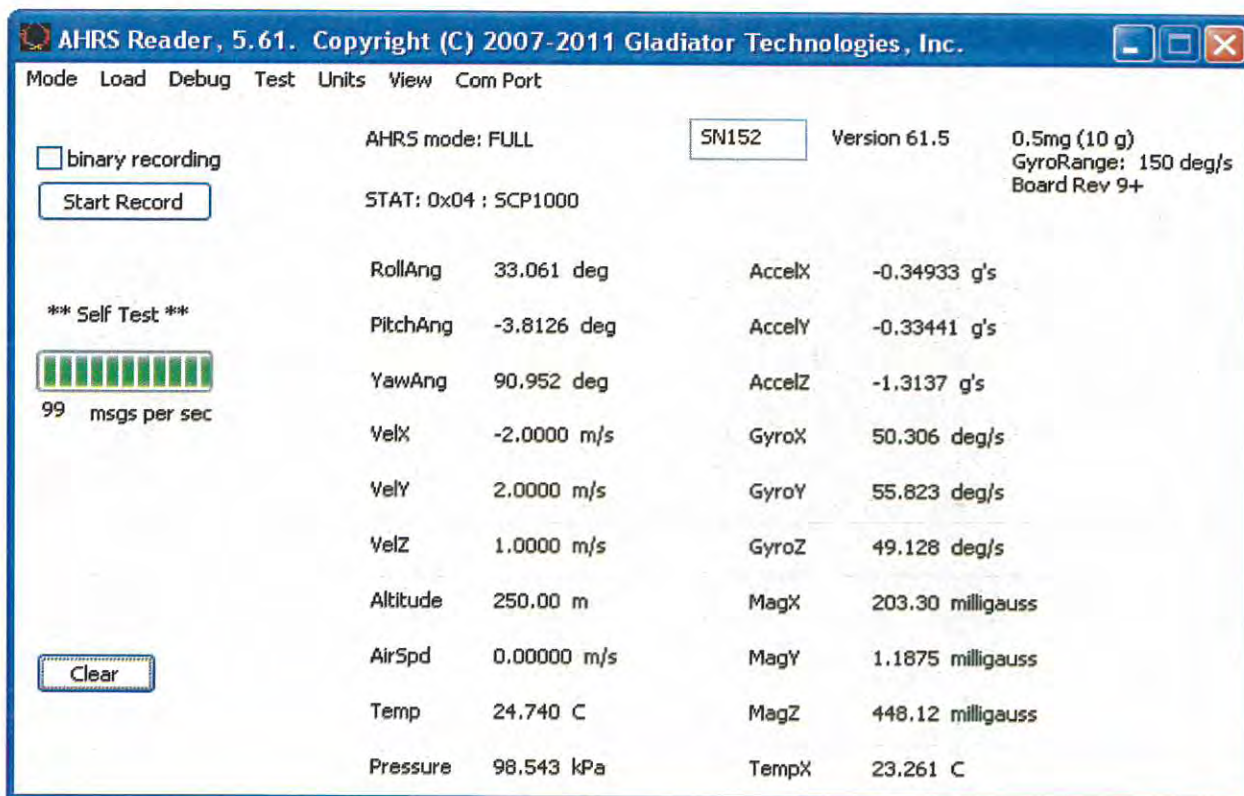 AHRS Reader, 5.61. Copyright (C) 2007-2011 Gladiator Technologies, Inc.
Mode Load Debug Test Units View Com Port
binary recording
Start Record
** Self Test **
99 msgs per sec
Clear
AHRS mode: FULL
SN152
Version 61.5
0.5mg (10 g)
GyroRange: 150 deg/s
Board Rev 9+
STAT: 0x04 : SCP1000
RollAng 33.061 deg
PitchAng -3.8126 deg
YawAng 90.952 deg
VelX -2.0000 m/s
VelY 2.0000 m/s
VelZ 1.0000 m/s
Altitude 250.00 m
AirSpd 0.00000 m/s
Temp 24.740 C
Pressure 98.543 kPa
AccelX -0.34933 g's
AccelY -0.33441 g's
AccelZ -1.3137 g's
GyroX 50.306 deg/s
GyroY 55.823 deg/s
GyroZ 49.128 deg/s
MagX 203.30 milligauss
MagY 1.1875 milligauss
MagZ 448.12 milligauss
TempX 23.261 C